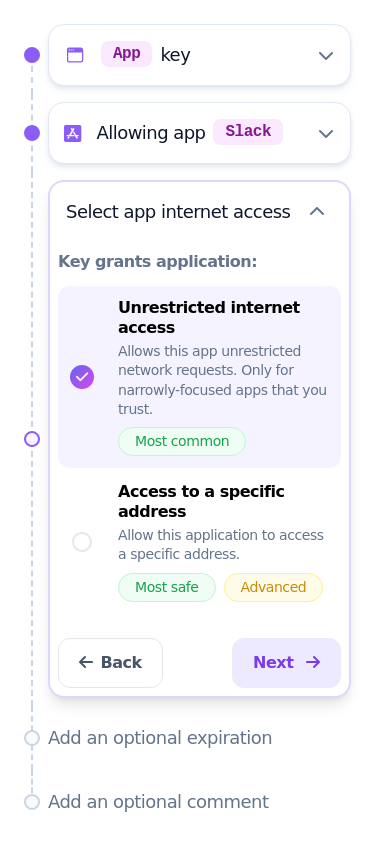 App key
Allowing app Slack
Select app internet access
Key grants application:
Unrestricted internet
access
Allows this app unrestricted
network requests. Only for
narrowly-focused apps that you
trust.
Most common
Access to a specific
address
Allow this application to access
a specific address.
Most safe Advanced
Back Next
Add an optional expiration
Add an optional comment